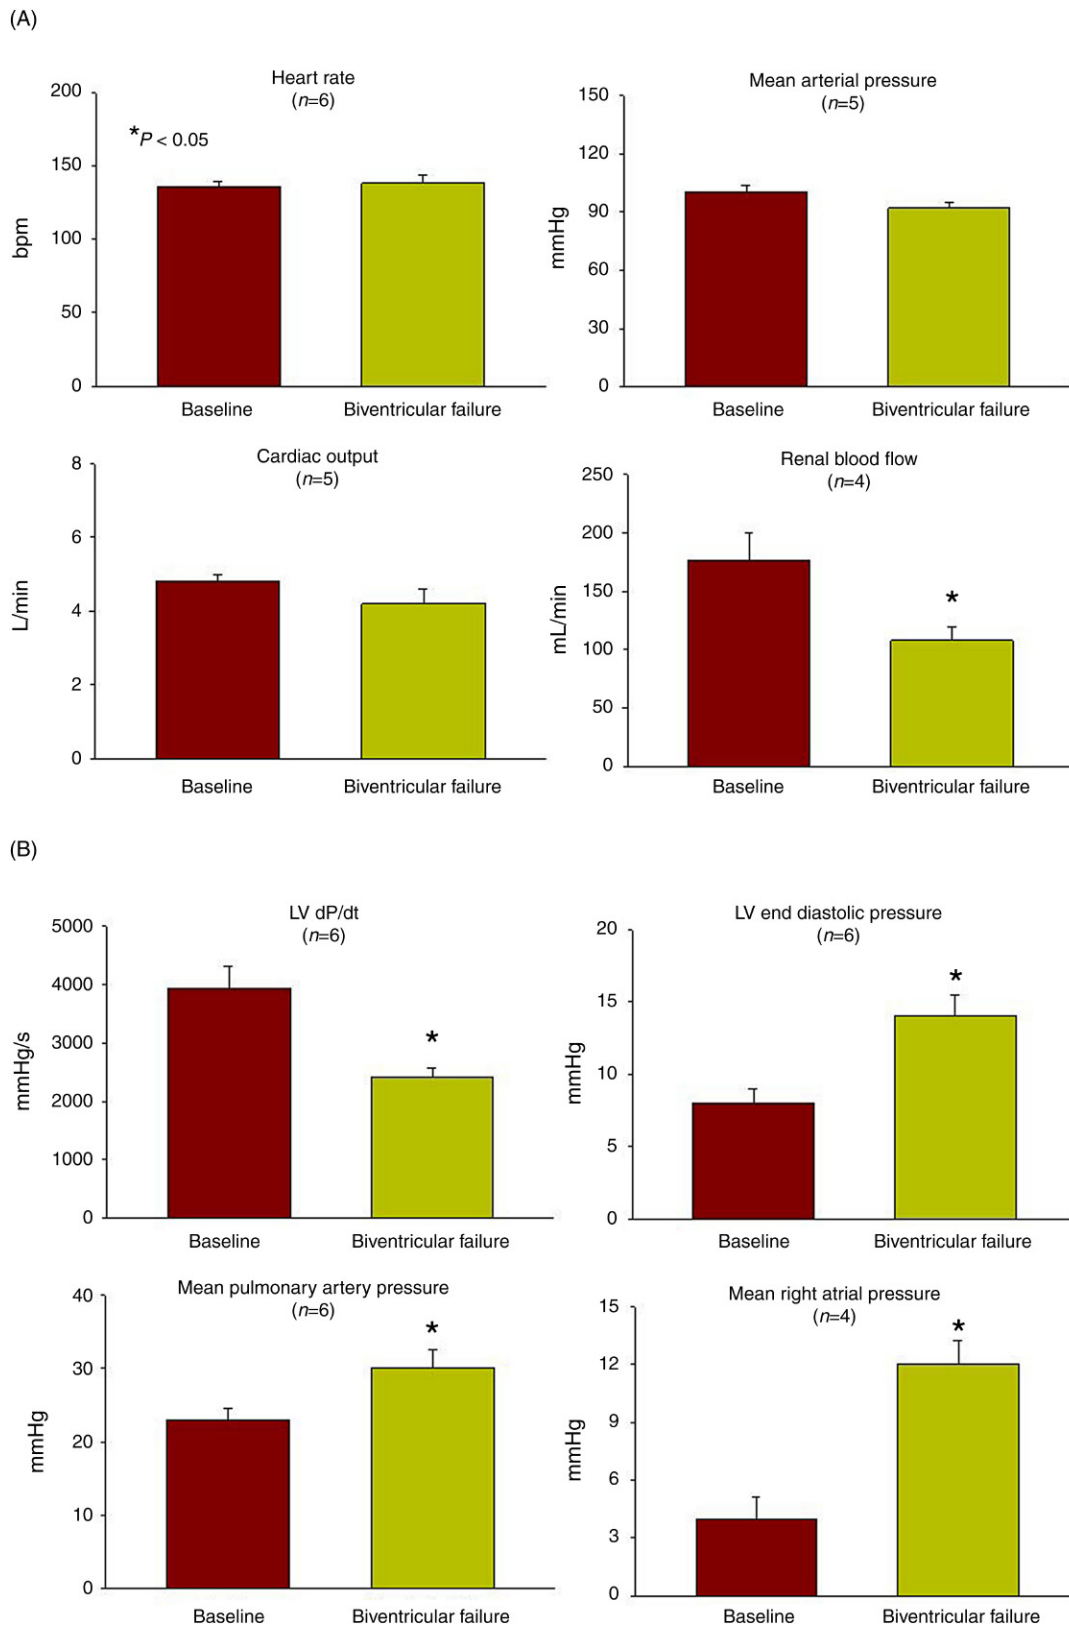 (A)
Heart rate
(n=6)
200
150
100
50
0
bpm
*P < 0.05
Baseline
Biventricular failure
Mean arterial pressure
(n=5)
150
120
90
60
30
0
mmHg
Baseline
Biventricular failure
Cardiac output
(n=5)
8
6
4
2
0
L/min
Baseline
Biventricular failure
Renal blood flow
(n=4)
250
200
150
100
50
0
mL/min
*
Baseline
Biventricular failure
(B)
LV dP/dt
(n=6)
5000
4000
3000
2000
1000
0
mmHg/s
*
Baseline
Biventricular failure
LV end diastolic pressure
(n=6)
20
15
10
5
0
mmHg
*
Baseline
Biventricular failure
Mean pulmonary artery pressure
(n=6)
40
30
20
10
0
mmHg
*
Baseline
Biventricular failure
Mean right atrial pressure
(n=4)
15
12
9
6
3
0
mmHg
*
Baseline
Biventricular failure